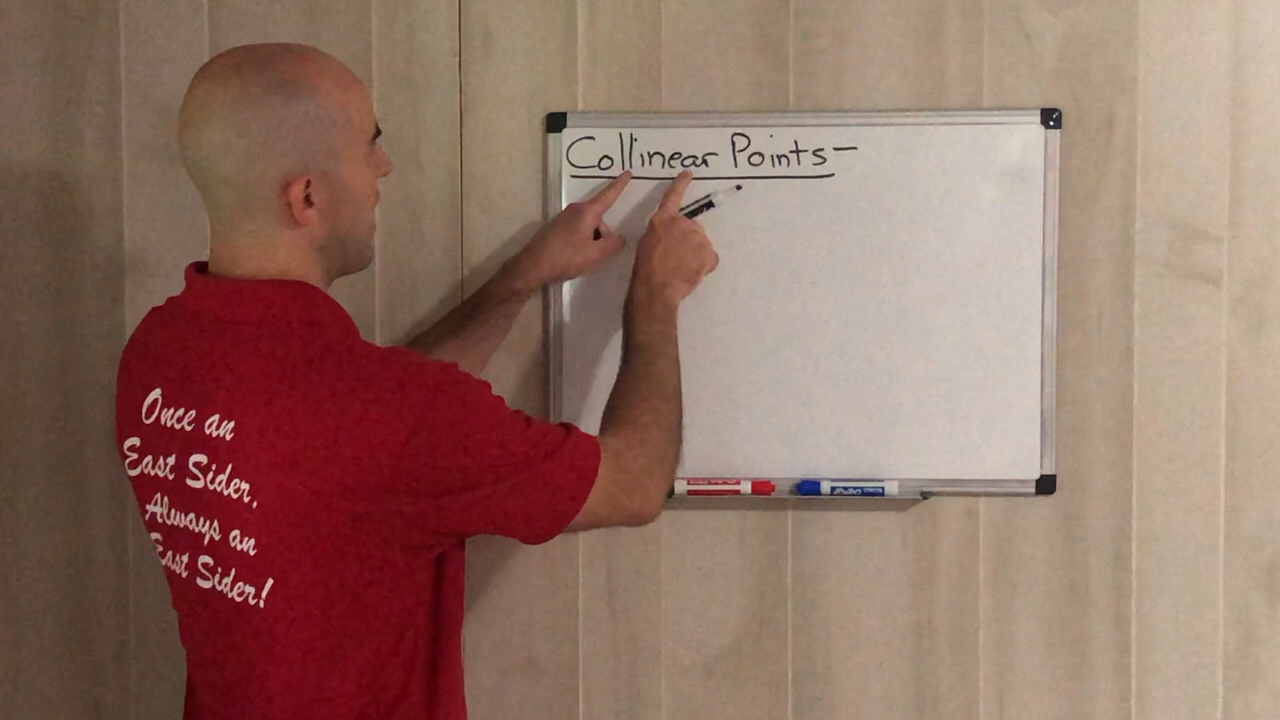 Collinear Points-
Once an
East Sider,
Always an
East Sider!